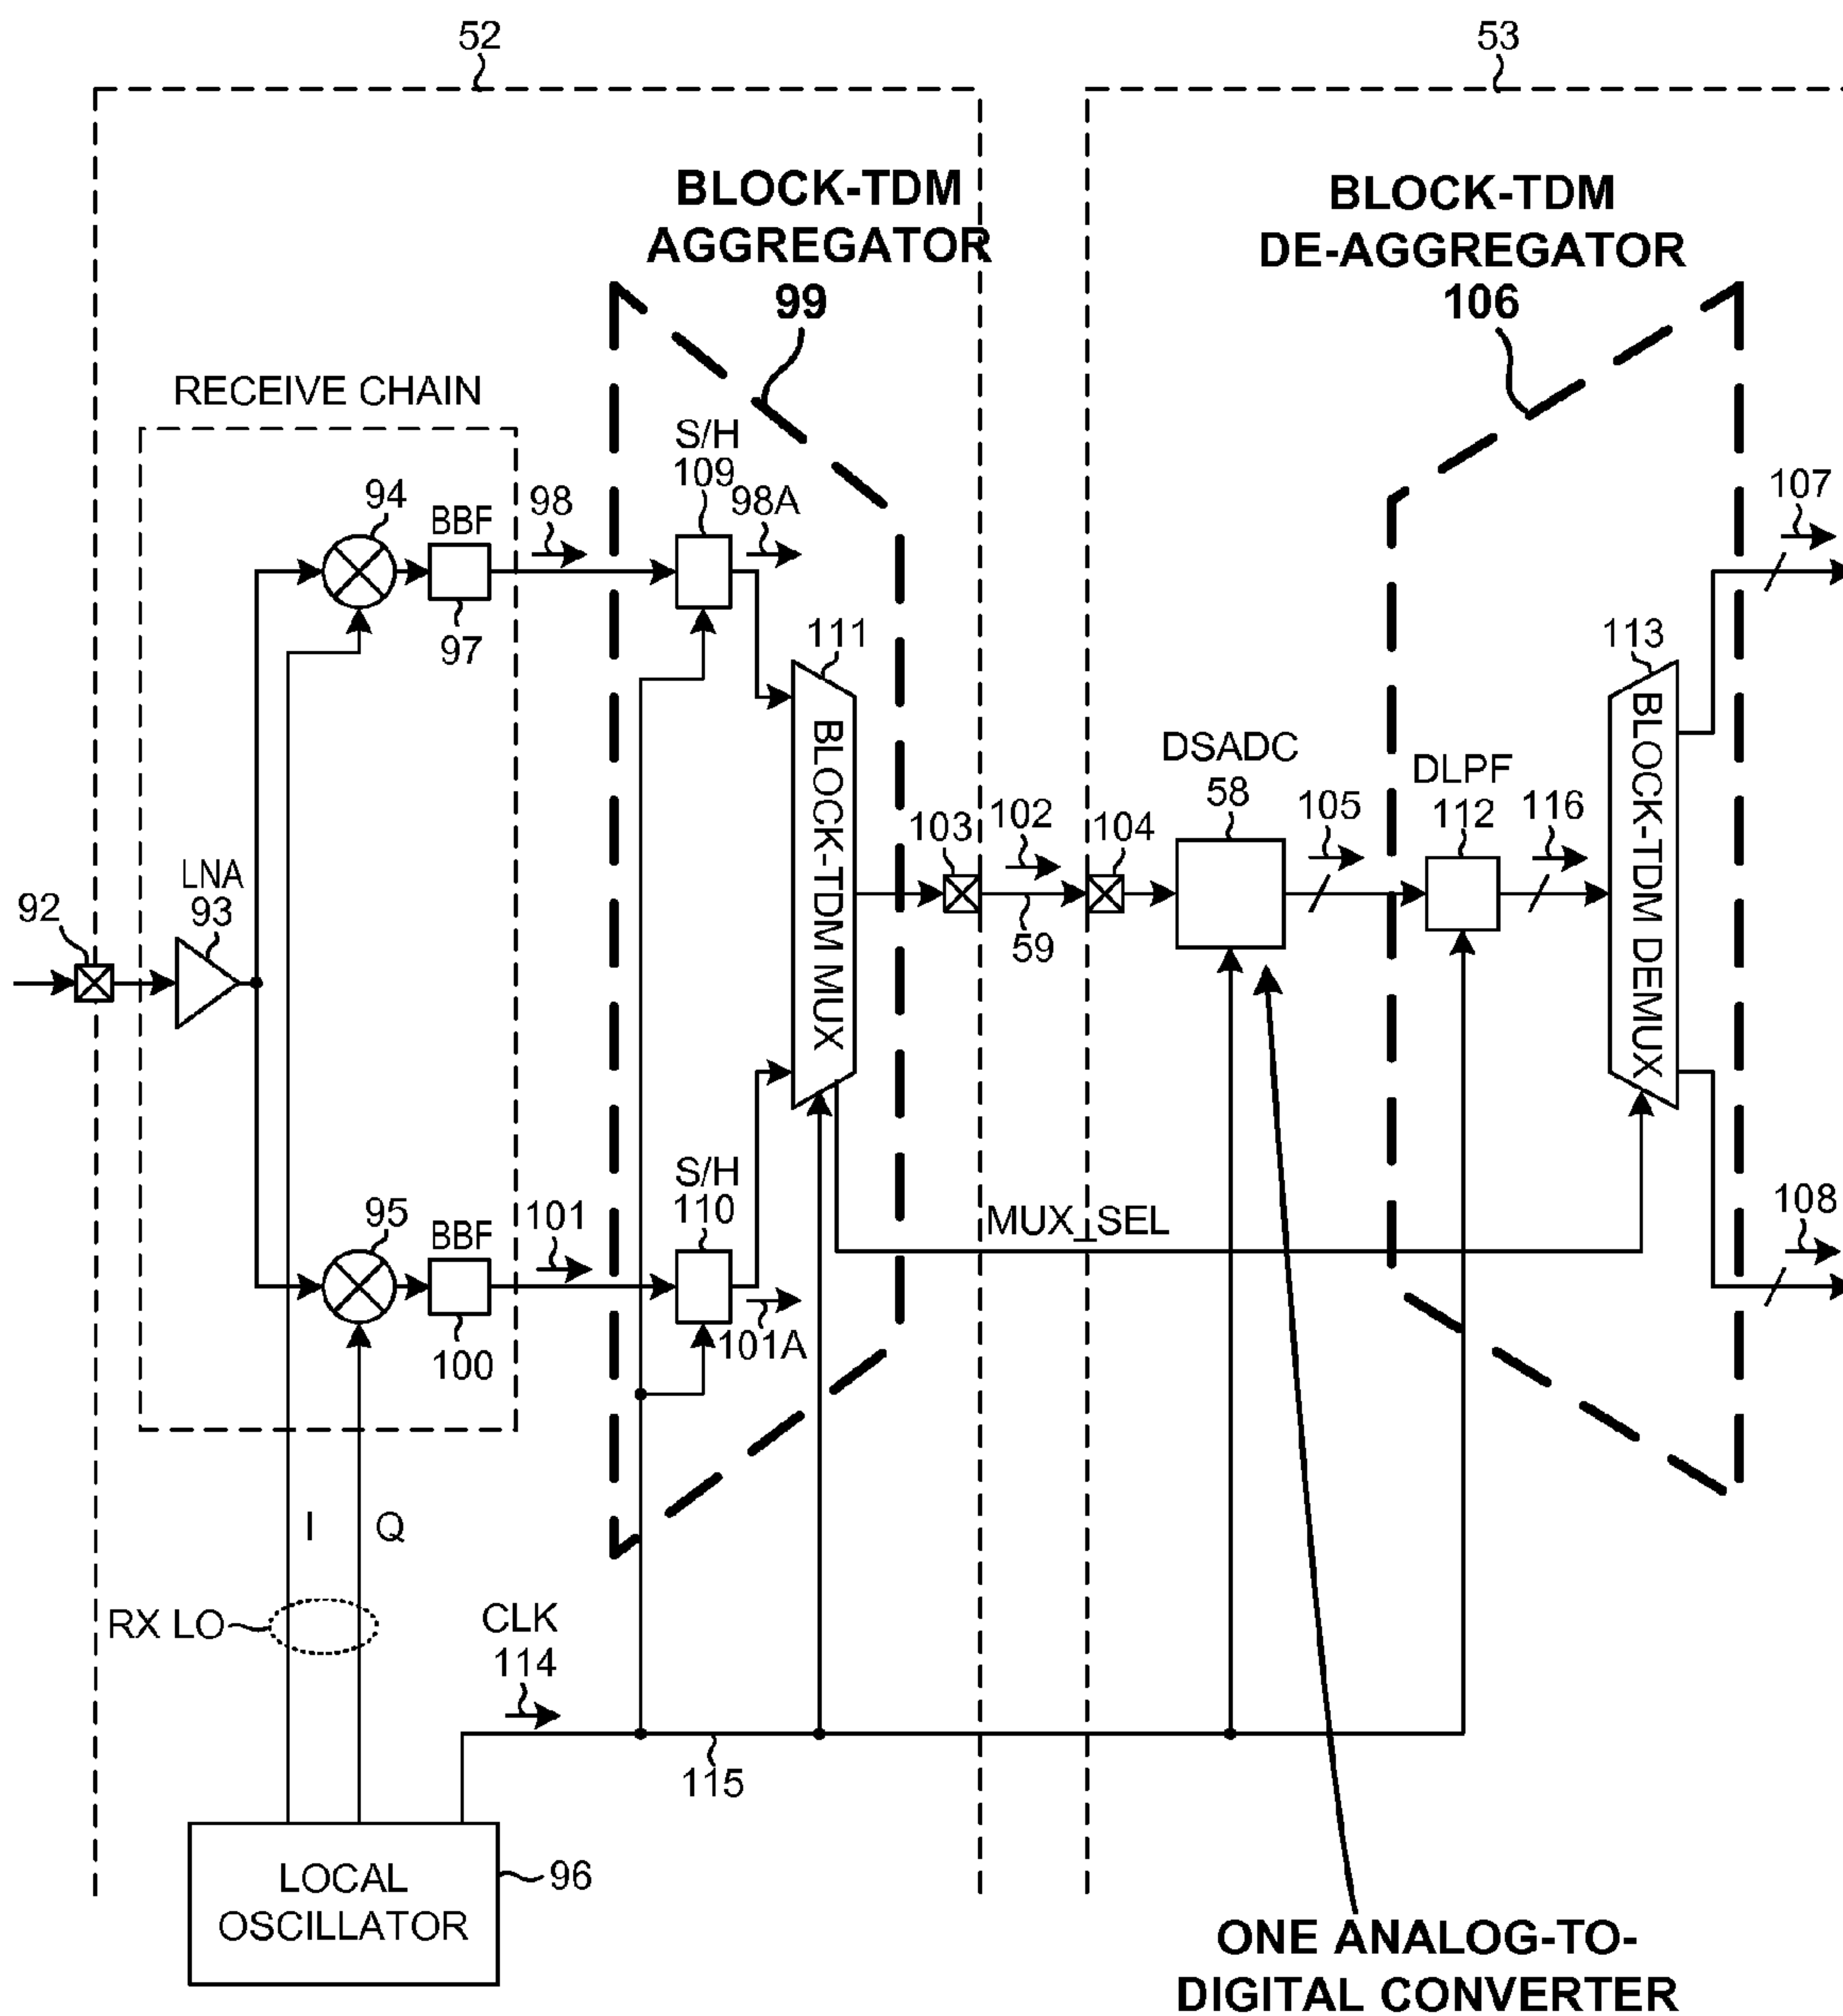 52
53
BLOCK-TDM
AGGREGATOR
99
BLOCK-TDM
DE-AGGREGATOR
106
RECEIVE CHAIN
S/H
109
94
BBF
98
98A
107
97
111
113
BLOCK-TDM MUX
BLOCK-TDM DEMUX
DSADC
58
DLPF
112
105
116
103
102
104
59
LNA
93
92
S/H
110
95
BBF
101
101A
100
MUX_SEL
108
I
Q
RX LO
CLK
114
115
LOCAL
OSCILLATOR
96
ONE ANALOG-TO-
DIGITAL CONVERTER